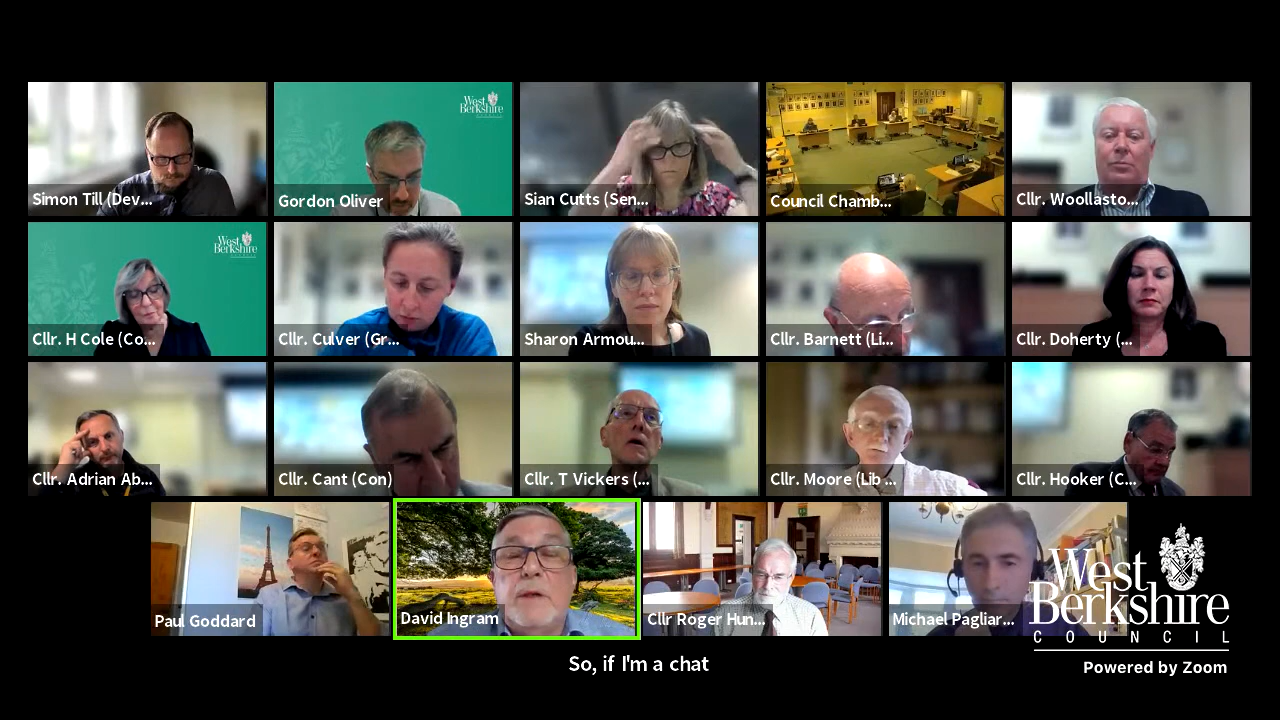 West
Berkshire
COUNCIL
Simon Till (Dev...
Gordon Oliver
Sian Cutts (Sen...
Council Chamb...
Cllr. Woollasto...
West
Berkshire
COUNCIL
Cllr. H Cole (Co...
Cllr. Culver (Gr...
Sharon Armou...
Cllr. Barnett (Li...
Cllr. Doherty (...
Cllr. Adrian Ab...
Cllr. Cant (Con)
Cllr. T Vickers (...
Cllr. Moore (Lib ...
Cllr. Hooker (C...
Paul Goddard
David Ingram
Cllr Roger Hun...
Michael Pagliar...
West
Berkshire
COUNCIL
So, if I'm a chat
Powered by Zoom